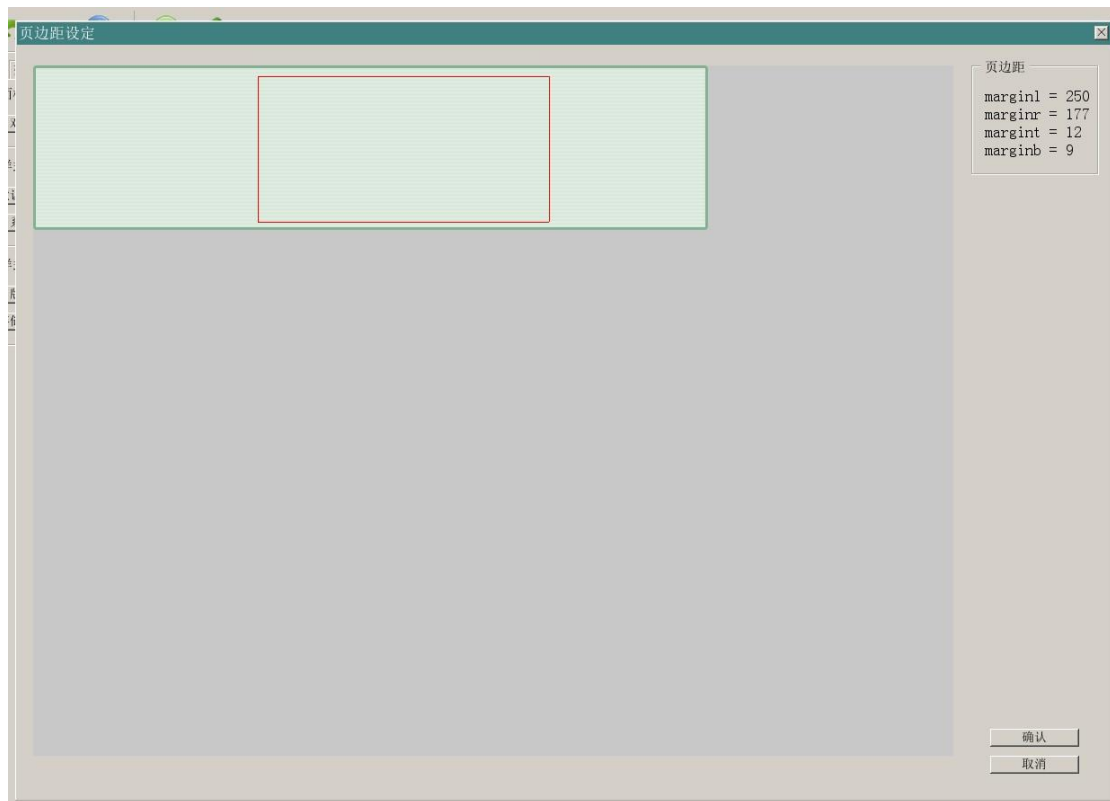 页边距设定
页边距
marginl = 250
marginr = 177
margint = 12
marginb = 9
确认
取消